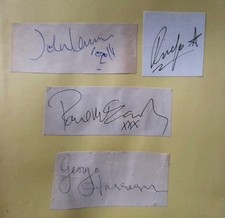 John Lennon
Ringo ☆
Paul McCartney
xxx
George
Harrison